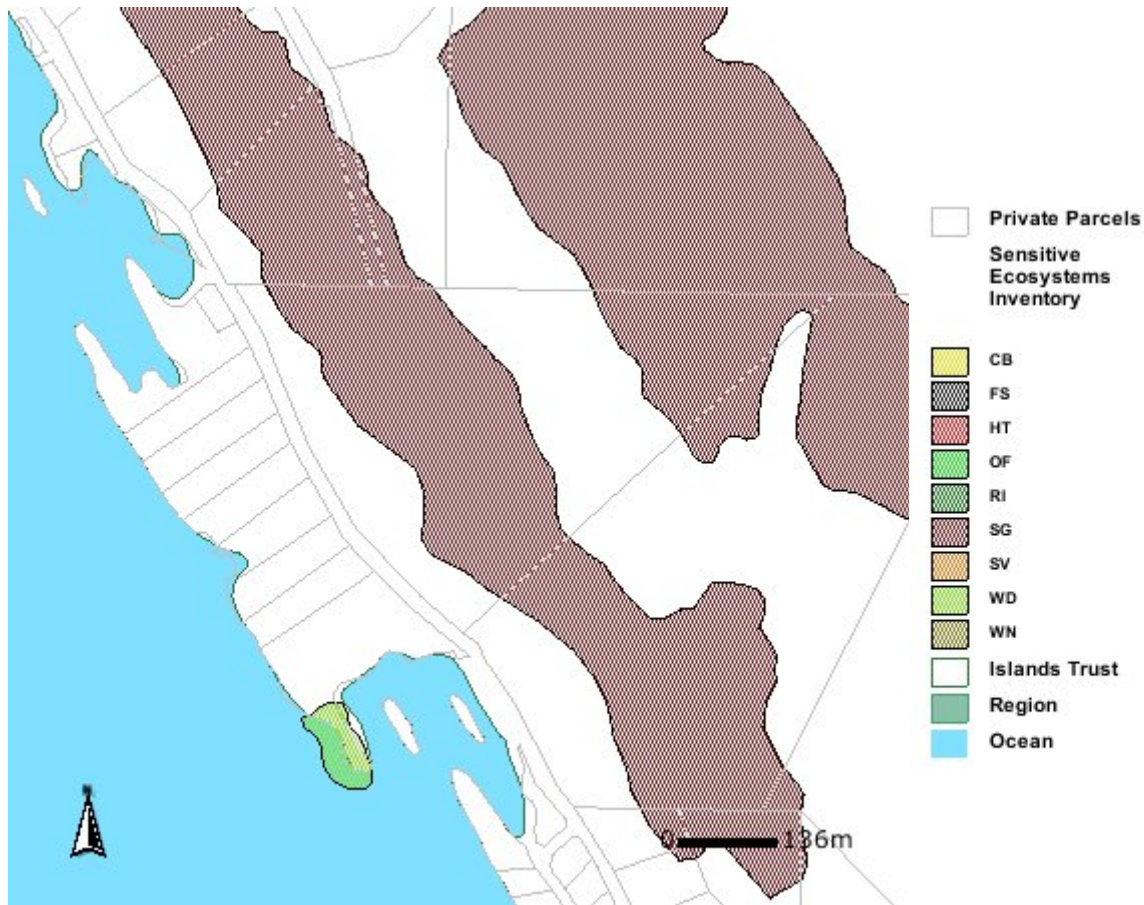 Private Parcels
Sensitive
Ecosystems
Inventory
CB
FS
HT
OF
RI
SG
SV
WD
WN
Islands Trust
Region
Ocean
N
0 136m